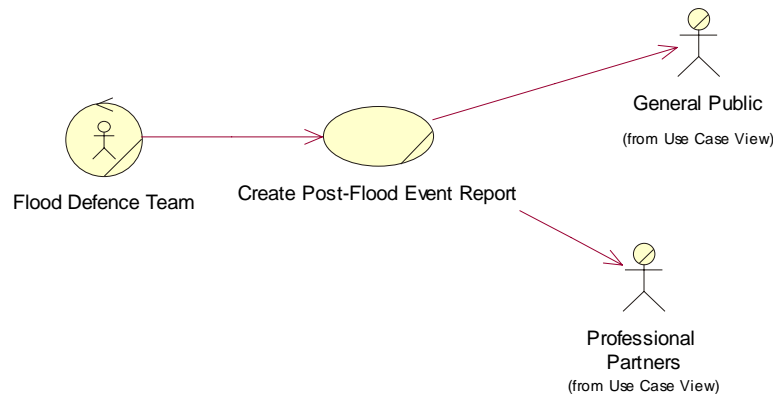 General Public
(from Use Case View)
Flood Defence Team
Create Post-Flood Event Report
Professional
Partners
(from Use Case View)